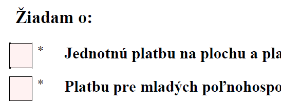 Žiadam o:
* Jednotnú platbu na plochu a pla
* Platbu pre mladých poľnohospo